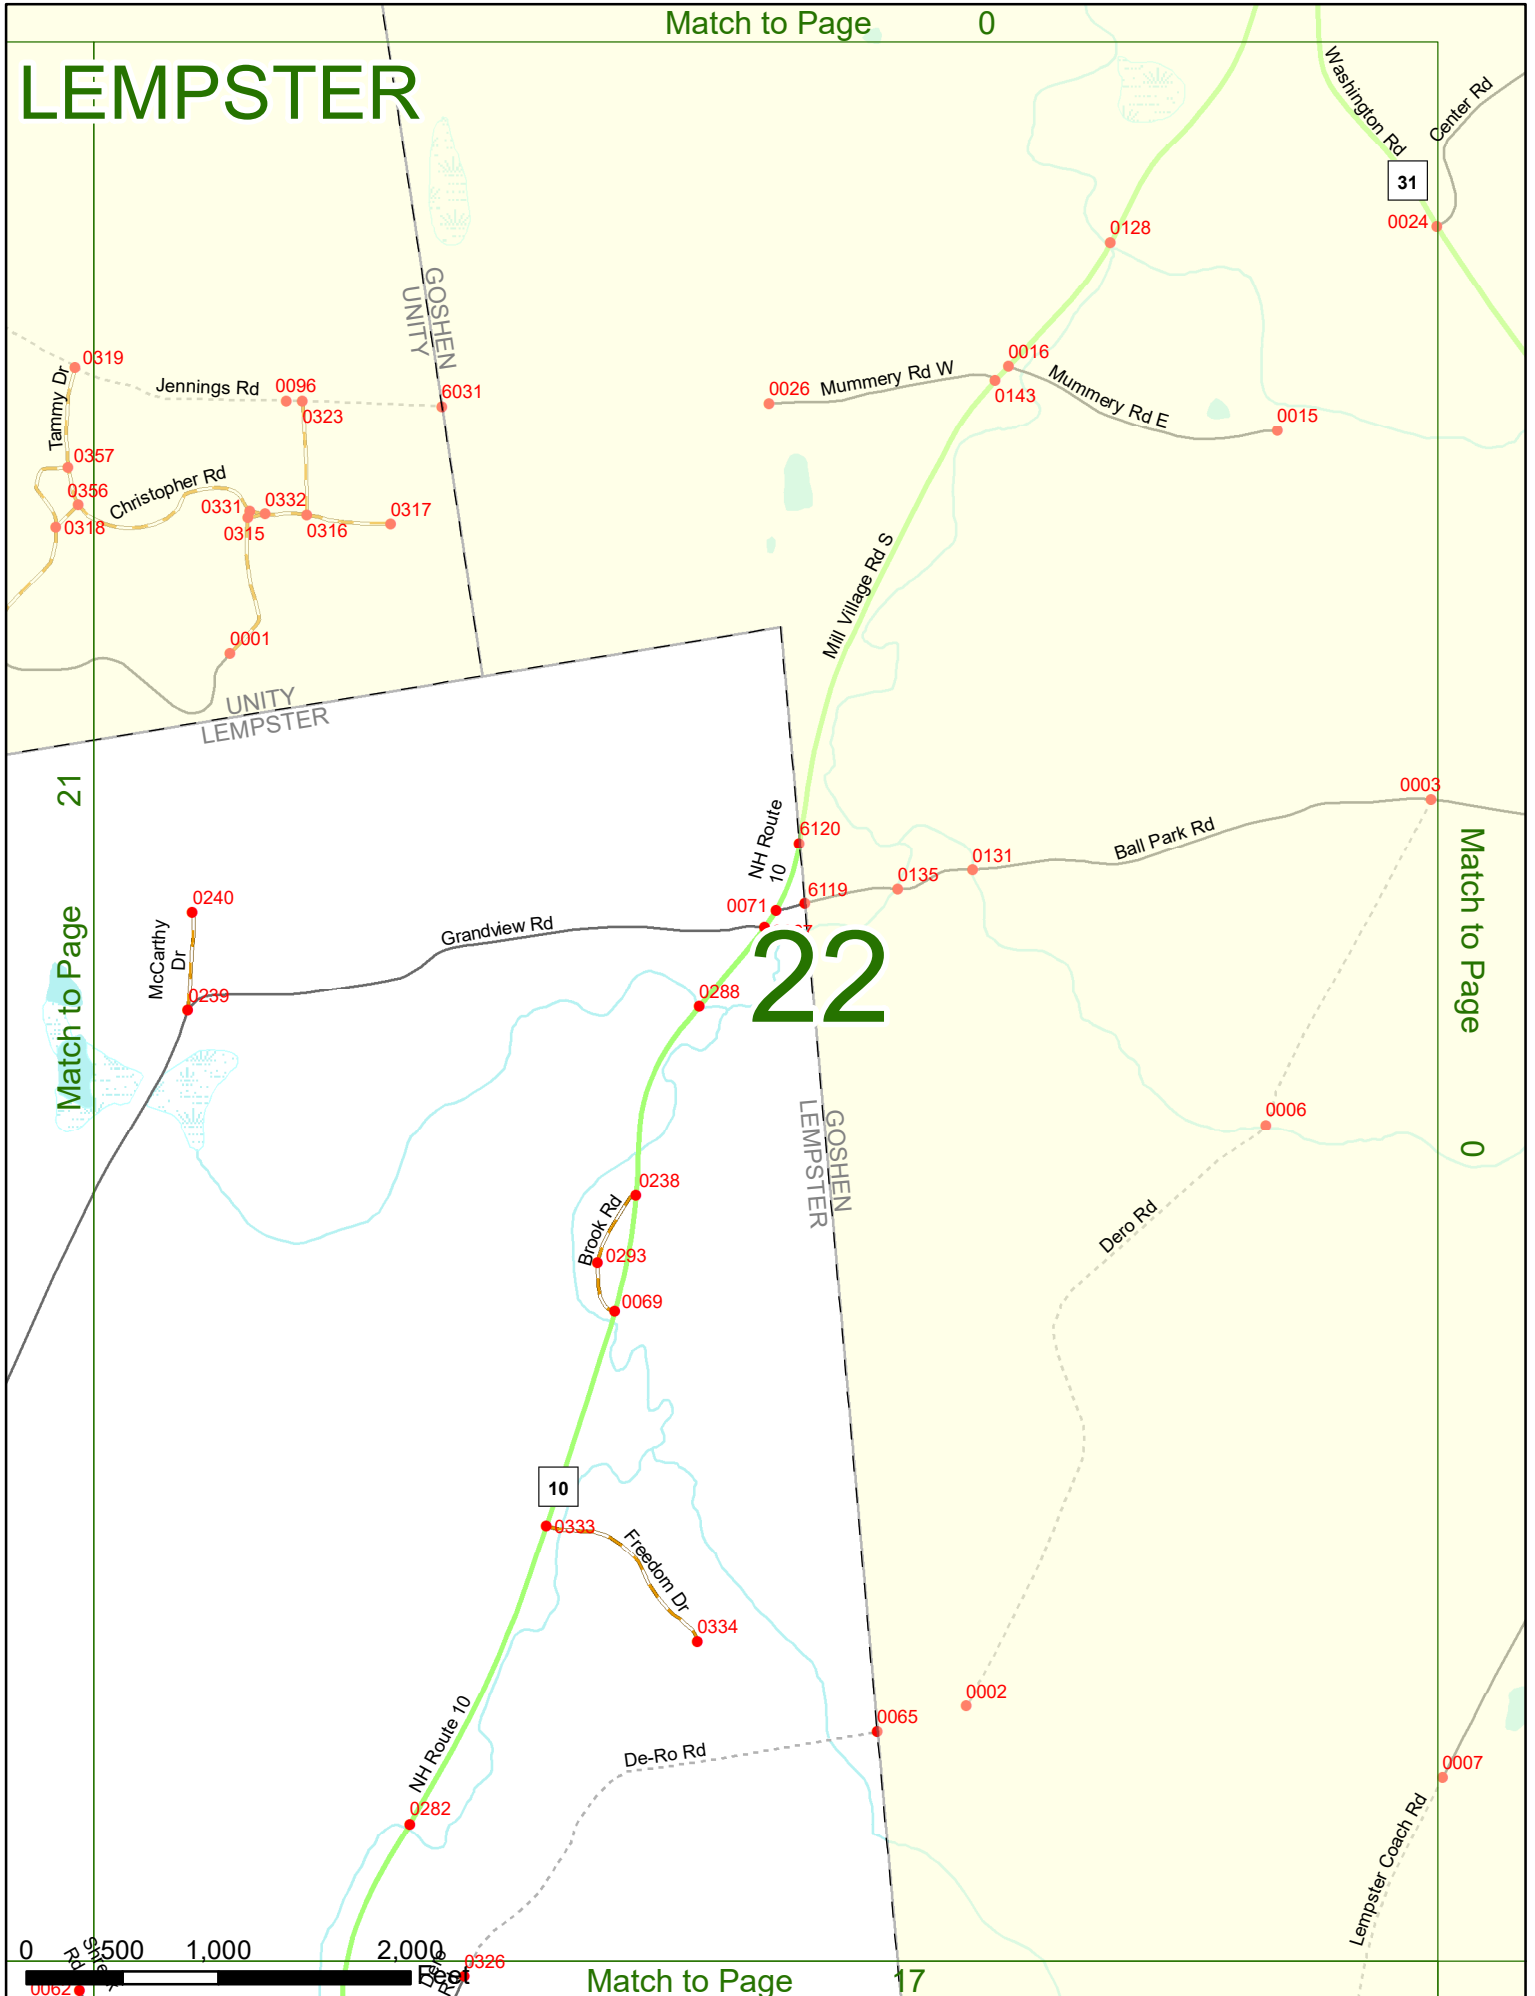 Match to Page 0
LEMPSTER
Washington Rd
Center Rd
31
0024
0128
GOSHEN
UNITY
0319
Tammy Dr
Jennings Rd
0096
0323
6031
0016
0026
Mummery Rd W
0143
Mummery Rd E
0015
0357
0356
Christopher Rd
0318
0331
0332
0315
0316
0317
Mill Village Rd S
0001
UNITY
LEMPSTER
Match to Page 21
NH Route
10
6120
0003
Ball Park Rd
0131
0135
6119
0071
0240
McCarthy
Dr
Grandview Rd
22
0239
0288
Match to Page 0
GOSHEN
LEMPSTER
0006
0238
Brook Rd
0293
0069
Dero Rd
10
0333
Freedom Dr
0334
0002
0065
De-Ro Rd
NH Route 10
0282
0007
Lempster Coach Rd
0 500 1,000 2,000
Feet
Rd
0062
Dero
0326
Match to Page 17